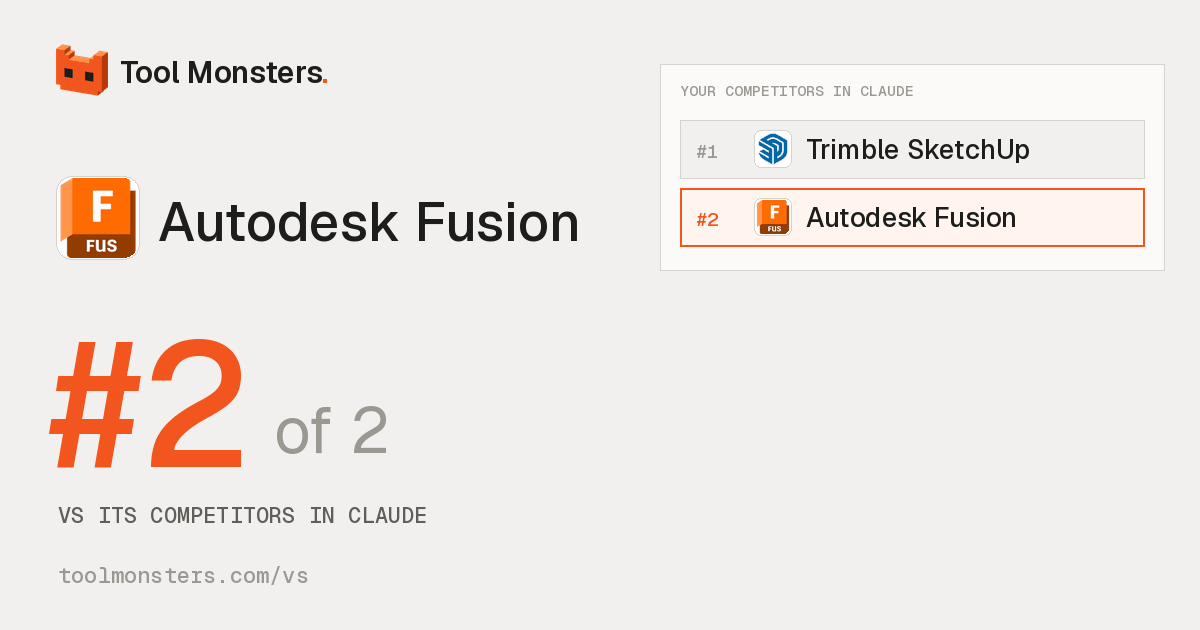 Tool Monsters.
F
FUS
Autodesk Fusion
#2 of 2
VS ITS COMPETITORS IN CLAUDE
toolmonsters.com/vs
YOUR COMPETITORS IN CLAUDE
#1 Trimble SketchUp
#2 F FUS Autodesk Fusion